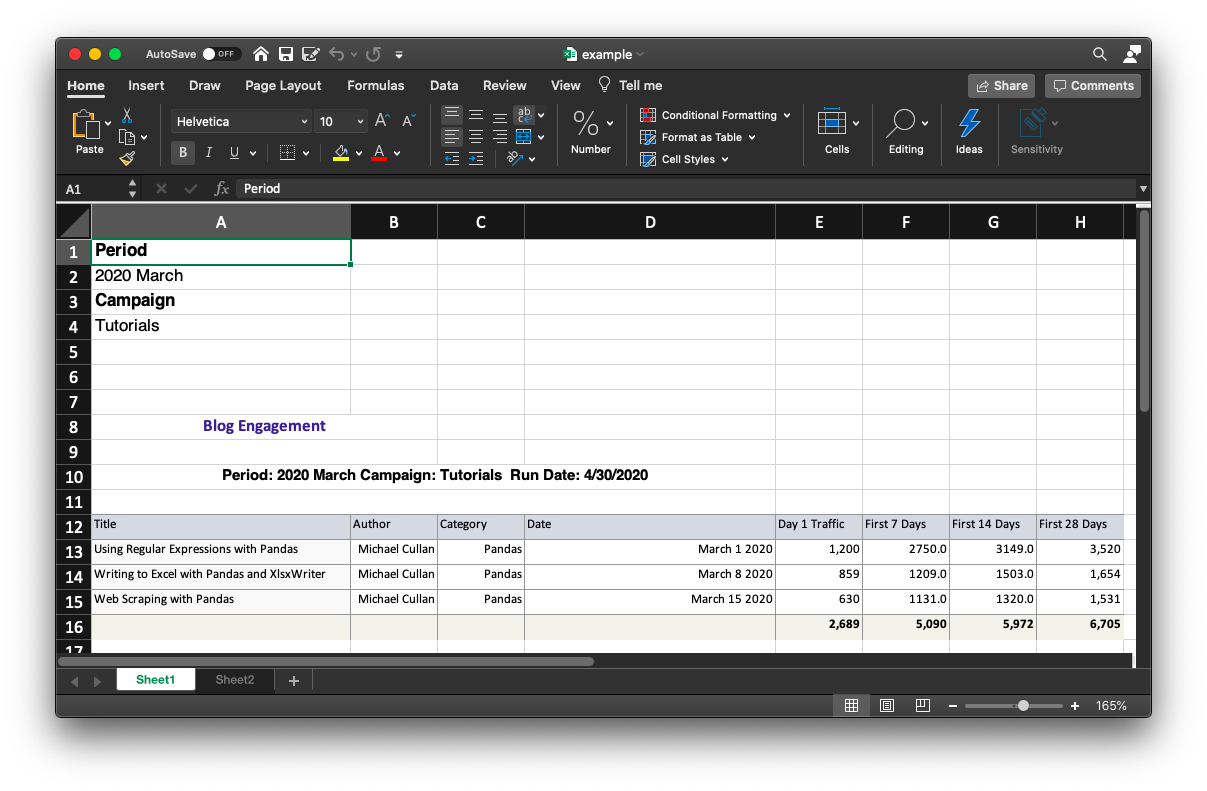 AutoSave OFF example
Home Insert Draw Page Layout Formulas Data Review View Tell me Share Comments
Paste Helvetica 10 A A B I U A ab c % Number Conditional Formatting Format as Table Cell Styles Cells Editing Ideas Sensitivity
A1 fx Period
A B C D E F G H
1 Period
2 2020 March
3 Campaign
4 Tutorials
5
6
7
8 Blog Engagement
9
10 Period: 2020 March Campaign: Tutorials Run Date: 4/30/2020
11
12 Title Author Category Date Day 1 Traffic First 7 Days First 14 Days First 28 Days
13 Using Regular Expressions with Pandas Michael Cullan Pandas March 1 2020 1,200 2750.0 3149.0 3,520
14 Writing to Excel with Pandas and XlsxWriter Michael Cullan Pandas March 8 2020 859 1209.0 1503.0 1,654
15 Web Scraping with Pandas Michael Cullan Pandas March 15 2020 630 1131.0 1320.0 1,531
16 2,689 5,090 5,972 6,705
17
Sheet1 Sheet2 +
− + 165%